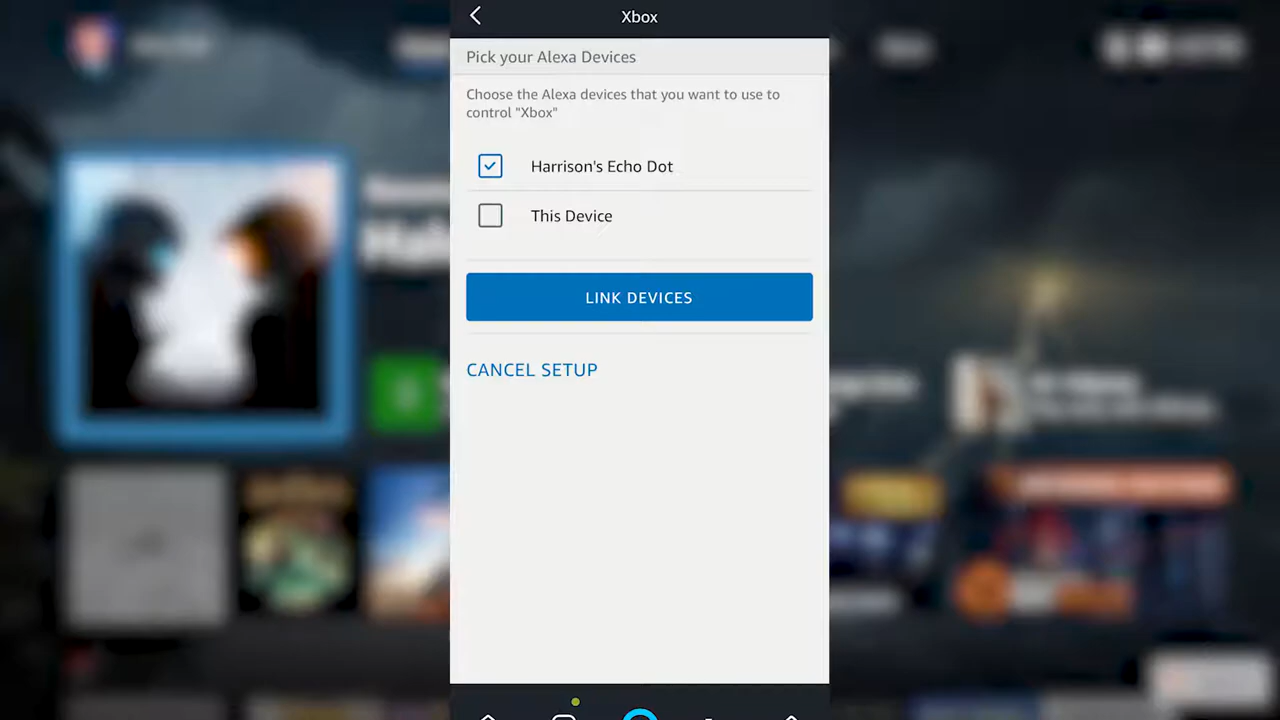 Xbox
Pick your Alexa Devices
Choose the Alexa devices that you want to use to
control "Xbox"
Harrison's Echo Dot
This Device
LINK DEVICES
CANCEL SETUP